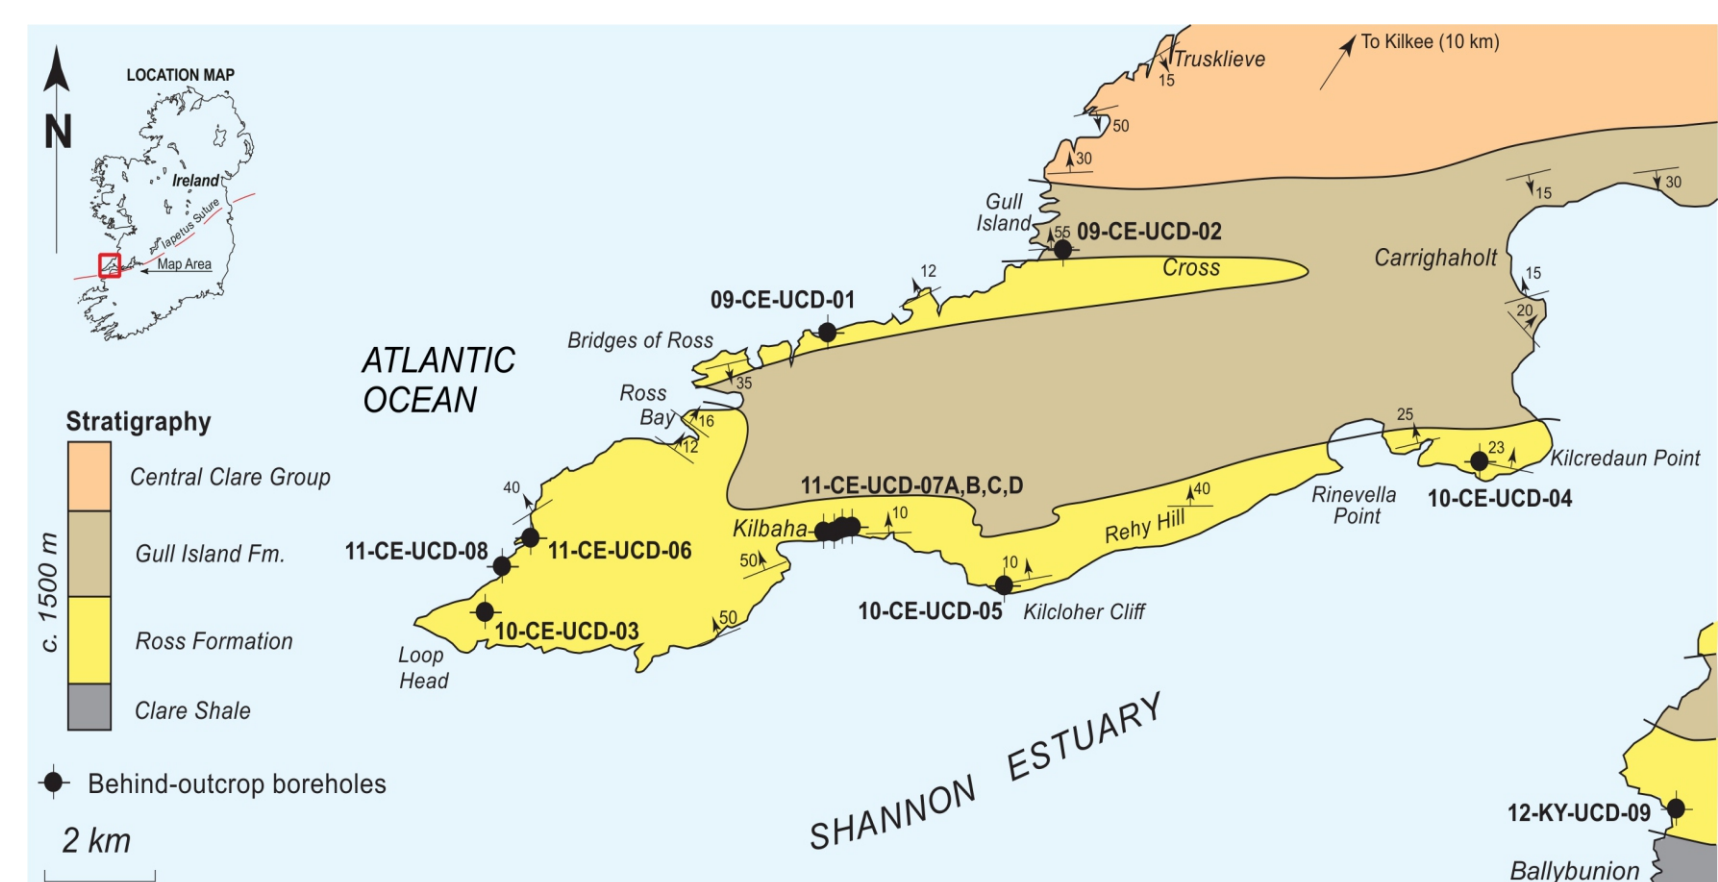 To Kilkee (10 km)
Trusklieve
15
LOCATION MAP
N
50
30
Ireland
Iapetus Suture
Map Area
Gull
Island
55
09-CE-UCD-02
15
30
Carrighaholt
Cross
12
15
20
09-CE-UCD-01
Bridges of Ross
35
ATLANTIC
OCEAN
Ross
Bay
16
12
25
23
Kilcredaun Point
10-CE-UCD-04
Stratigraphy
Central Clare Group
Gull Island Fm.
Ross Formation
Clare Shale
c. 1500 m
40
11-CE-UCD-07A,B,C,D
Kilbaha
10
40
Rehy Hill
Rinevella
Point
11-CE-UCD-08
11-CE-UCD-06
50
10
10-CE-UCD-05
Kilcloher Cliff
10-CE-UCD-03
50
Loop
Head
SHANNON ESTUARY
Behind-outcrop boreholes
2 km
12-KY-UCD-09
Ballybunion